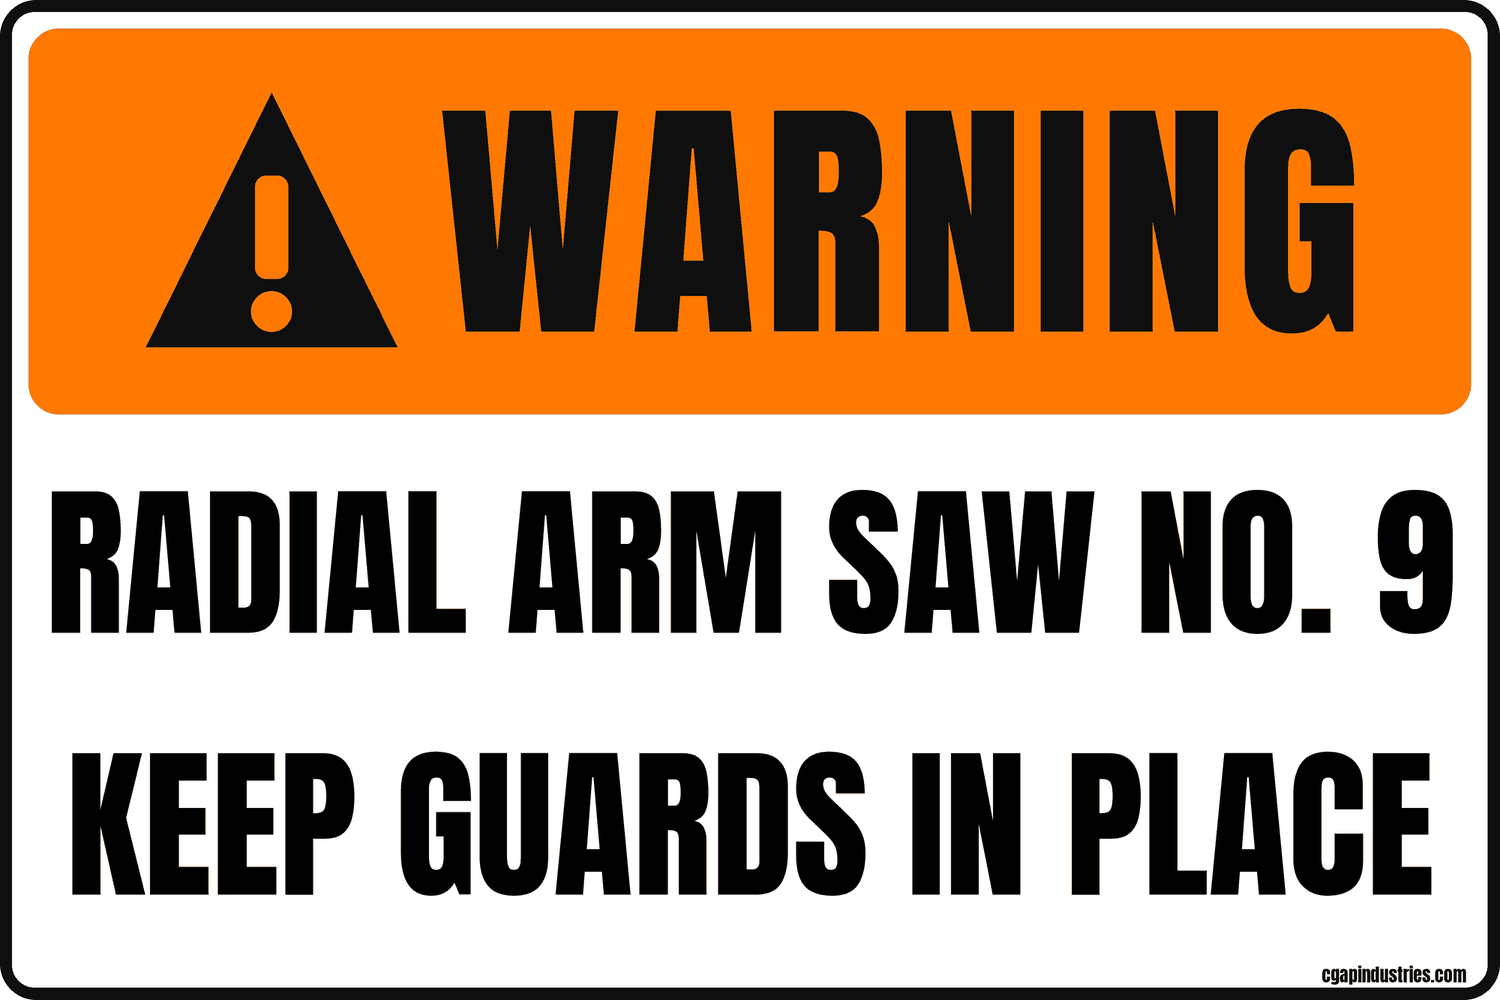 WARNING
RADIAL ARM SAW NO. 9
KEEP GUARDS IN PLACE
cgapindustries.com